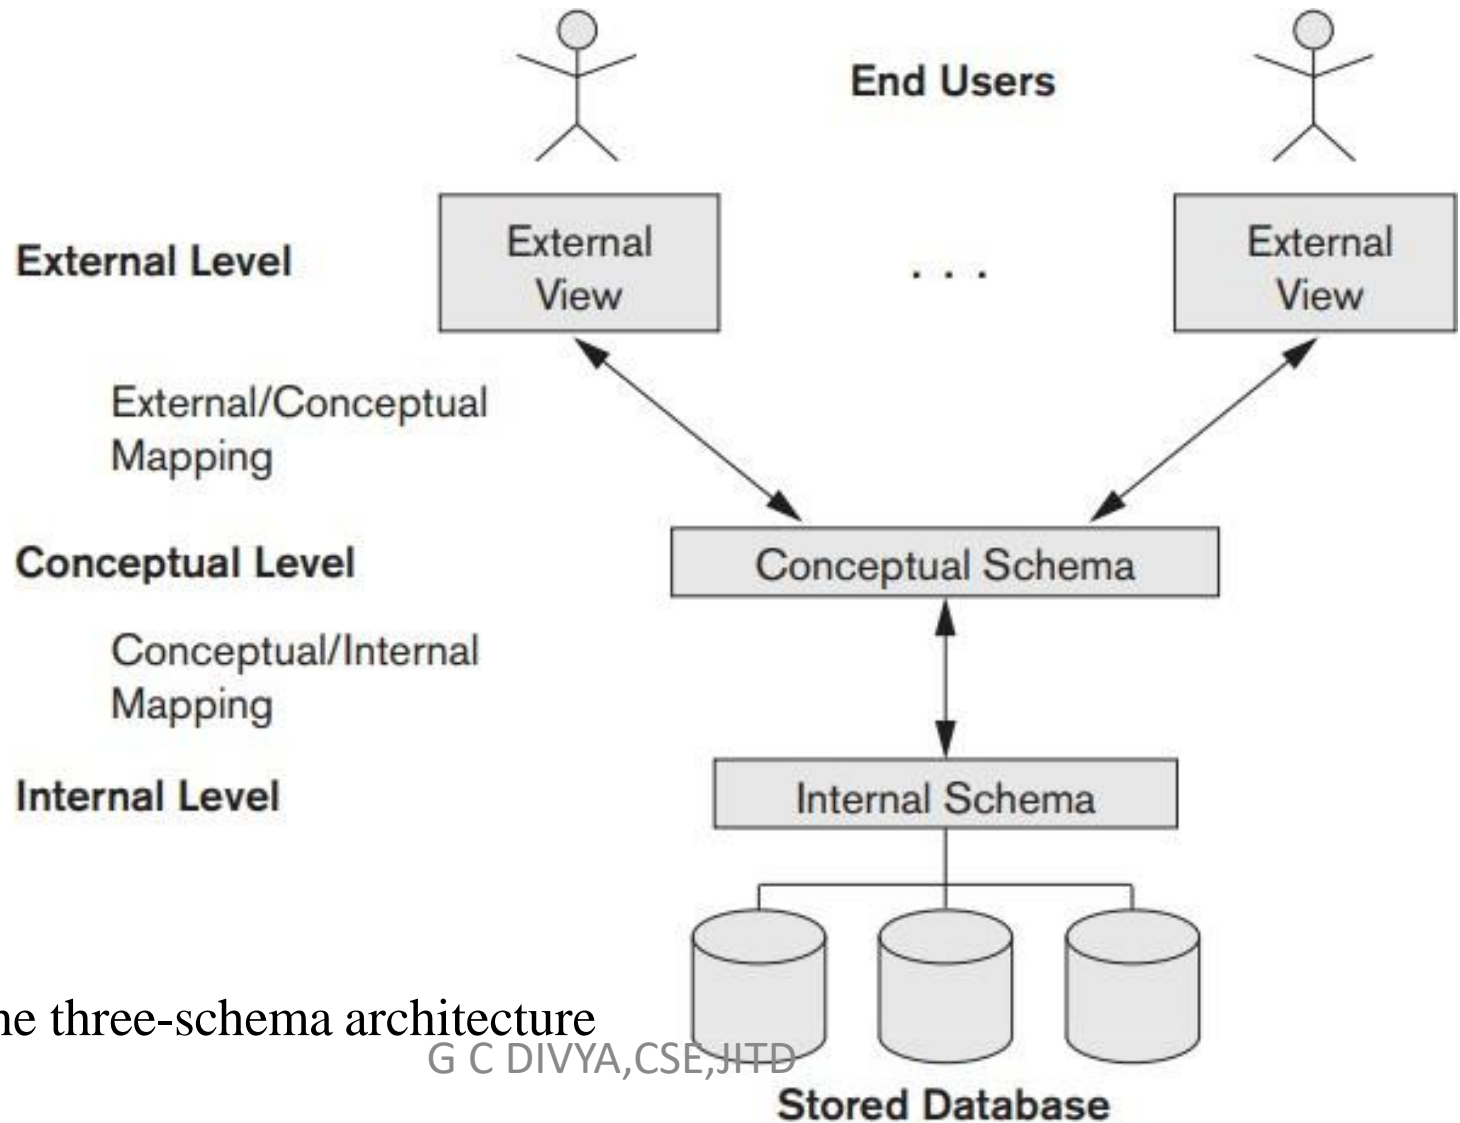 End Users
External Level
External
View
. . .
External
View
External/Conceptual
Mapping
Conceptual Level
Conceptual Schema
Conceptual/Internal
Mapping
Internal Level
Internal Schema
he three-schema architecture
G C DIVYA,CSE,JITD
Stored Database